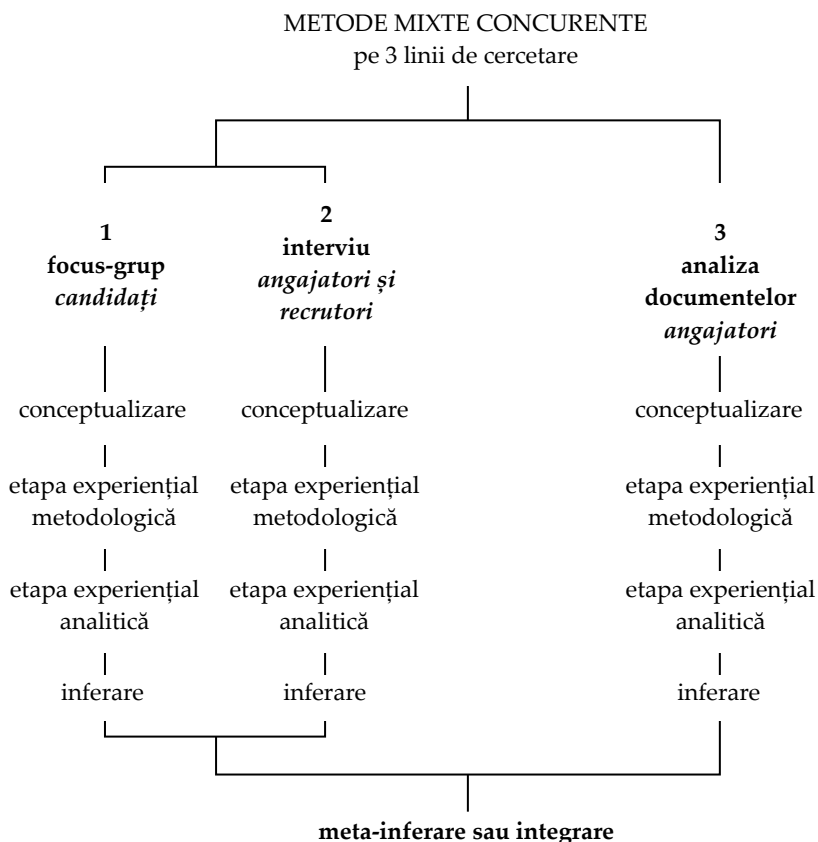 METODE MIXTE CONCURENTE
pe 3 linii de cercetare
1
focus-grup
candidați
2
interviu
angajatori și
recrutori
3
analiza
documentelor
angajatori
conceptualizare
conceptualizare
conceptualizare
etapa experiențial
metodologică
etapa experiențial
metodologică
etapa experiențial
metodologică
etapa experiențial
analitică
etapa experiențial
analitică
etapa experiențial
analitică
inferare
inferare
inferare
meta-inferare sau integrare